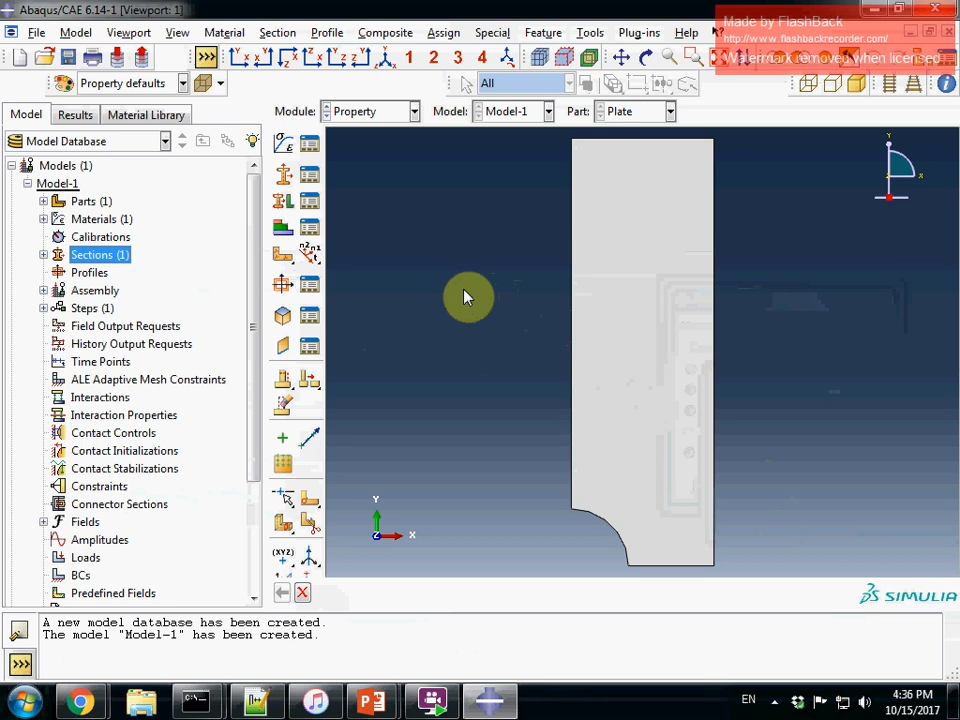 Abaqus/CAE 6.14-1 [Viewport: 1]
Made by FlashBack
http://www.flashbackrecorder.com/
Watermark removed when licensed
File Model Viewport View Material Section Profile Composite Assign Special Feature Tools Plug-ins Help
1 2 3 4
Property defaults
All
Model Results Material Library
Module: Property Model: Model-1 Part: Plate
Model Database
Models (1)
Model-1
Parts (1)
Materials (1)
Calibrations
Sections (1)
Profiles
Assembly
Steps (1)
Field Output Requests
History Output Requests
Time Points
ALE Adaptive Mesh Constraints
Interactions
Interaction Properties
Contact Controls
Contact Initializations
Contact Stabilizations
Constraints
Connector Sections
Fields
Amplitudes
Loads
BCs
Predefined Fields
Y
X
Y
X
Z
(XYZ)
SIMULIA
A new model database has been created.
The model "Model-1" has been created.
EN
4:36 PM
10/15/2017